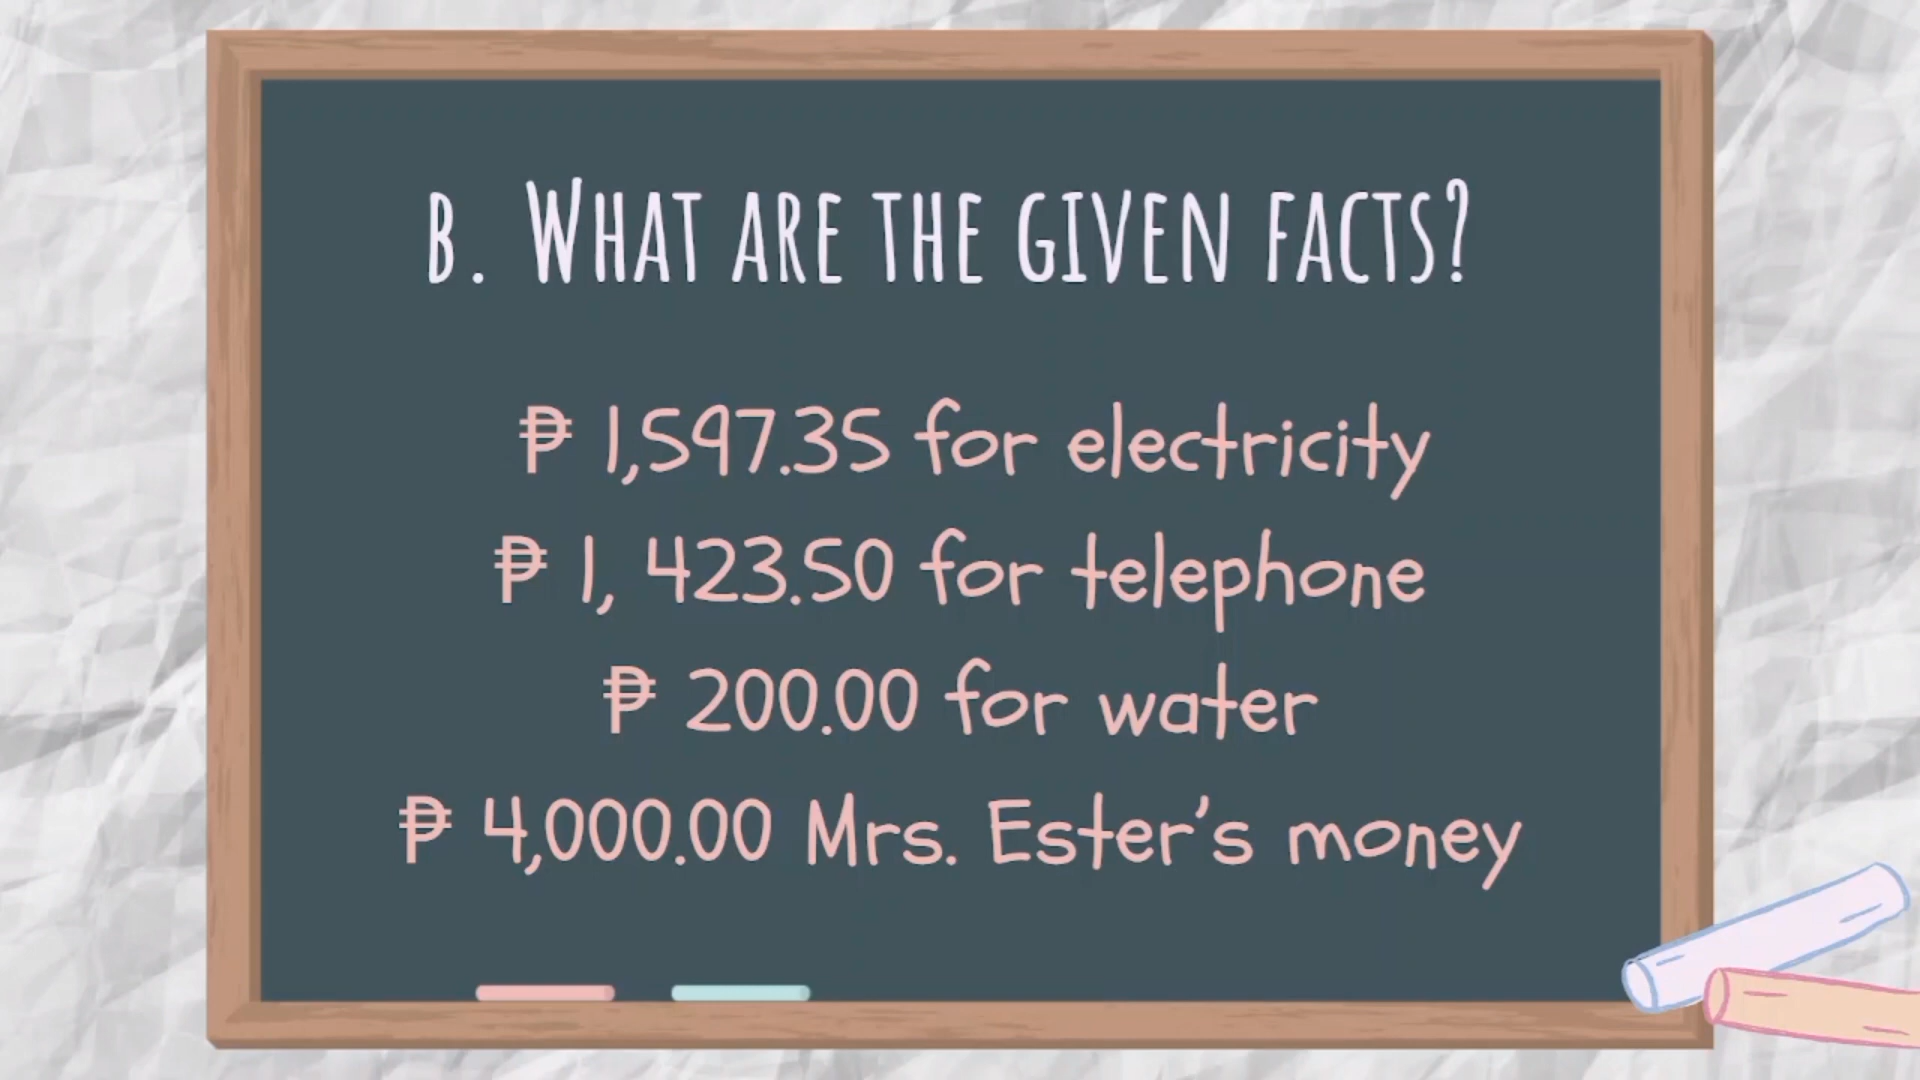 B. What are the given facts?
₱ 1,597.35 for electricity
₱ 1, 423.50 for telephone
₱ 200.00 for water
₱ 4,000.00 Mrs. Ester's money